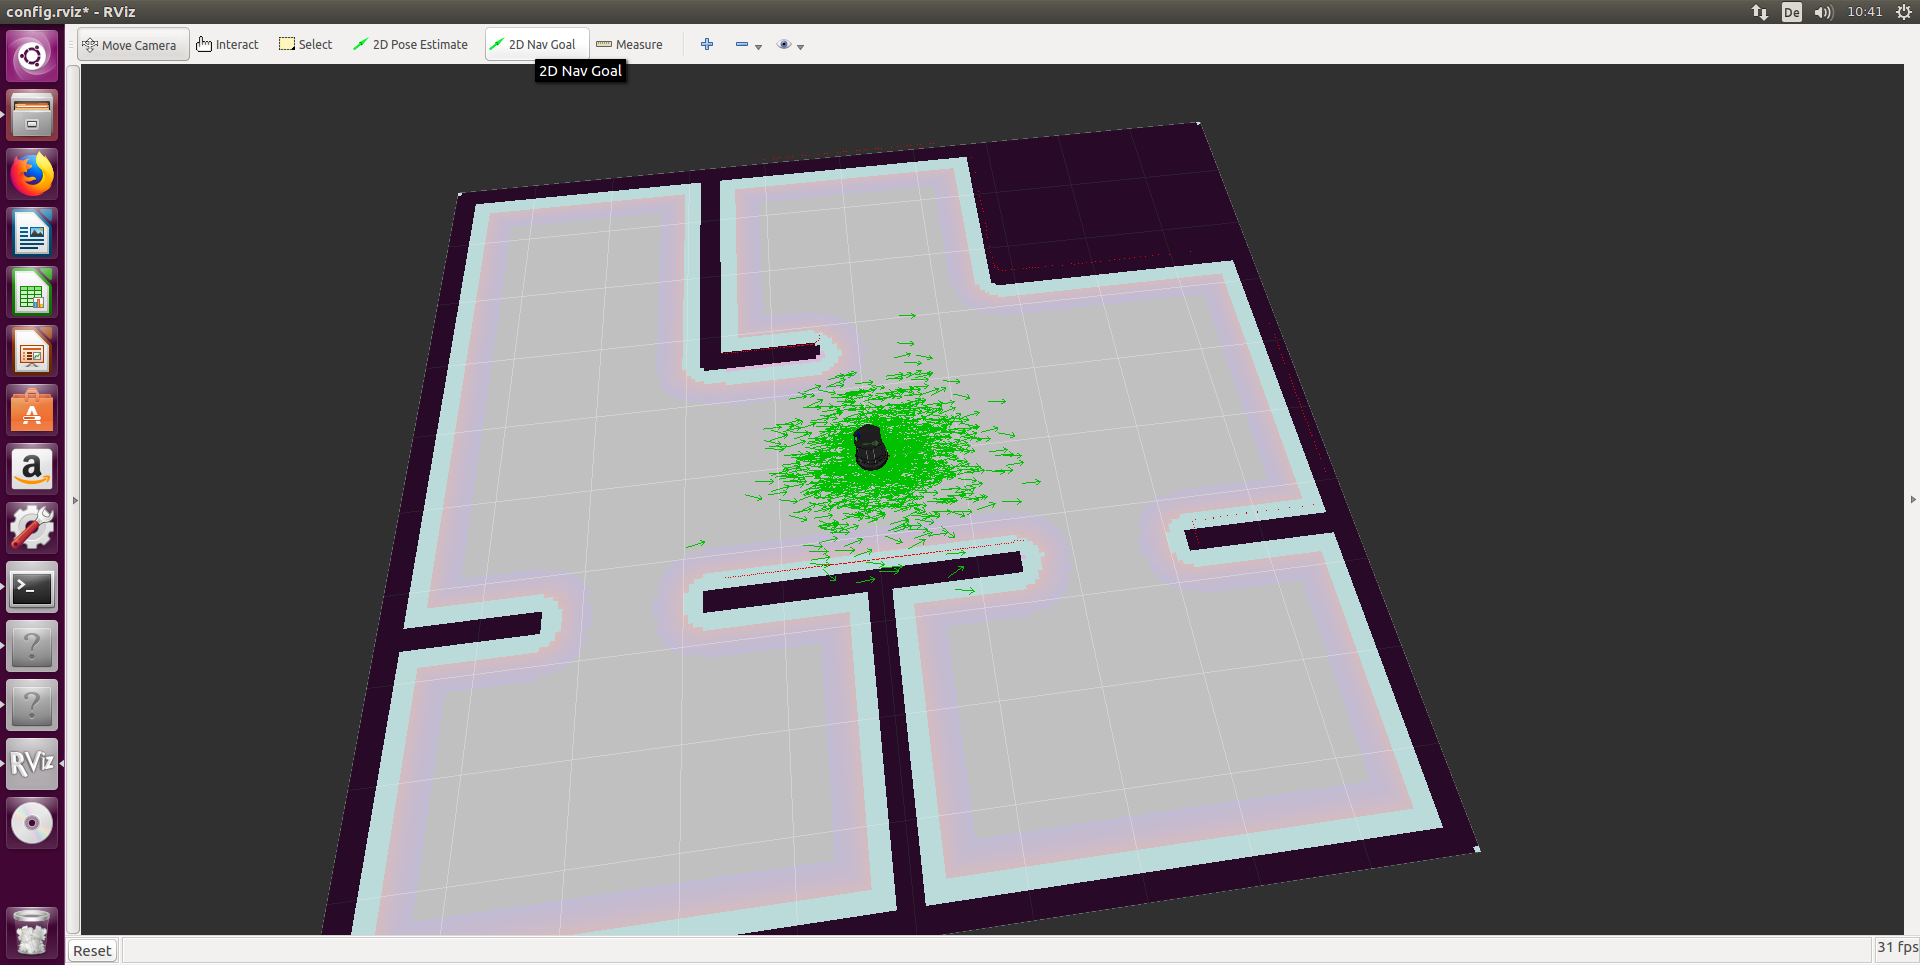 config.rviz* - RViz
De
10:41
Move Camera
Interact
Select
2D Pose Estimate
2D Nav Goal
Measure
2D Nav Goal
a
>_
?
?
RViz
Reset
31 fps